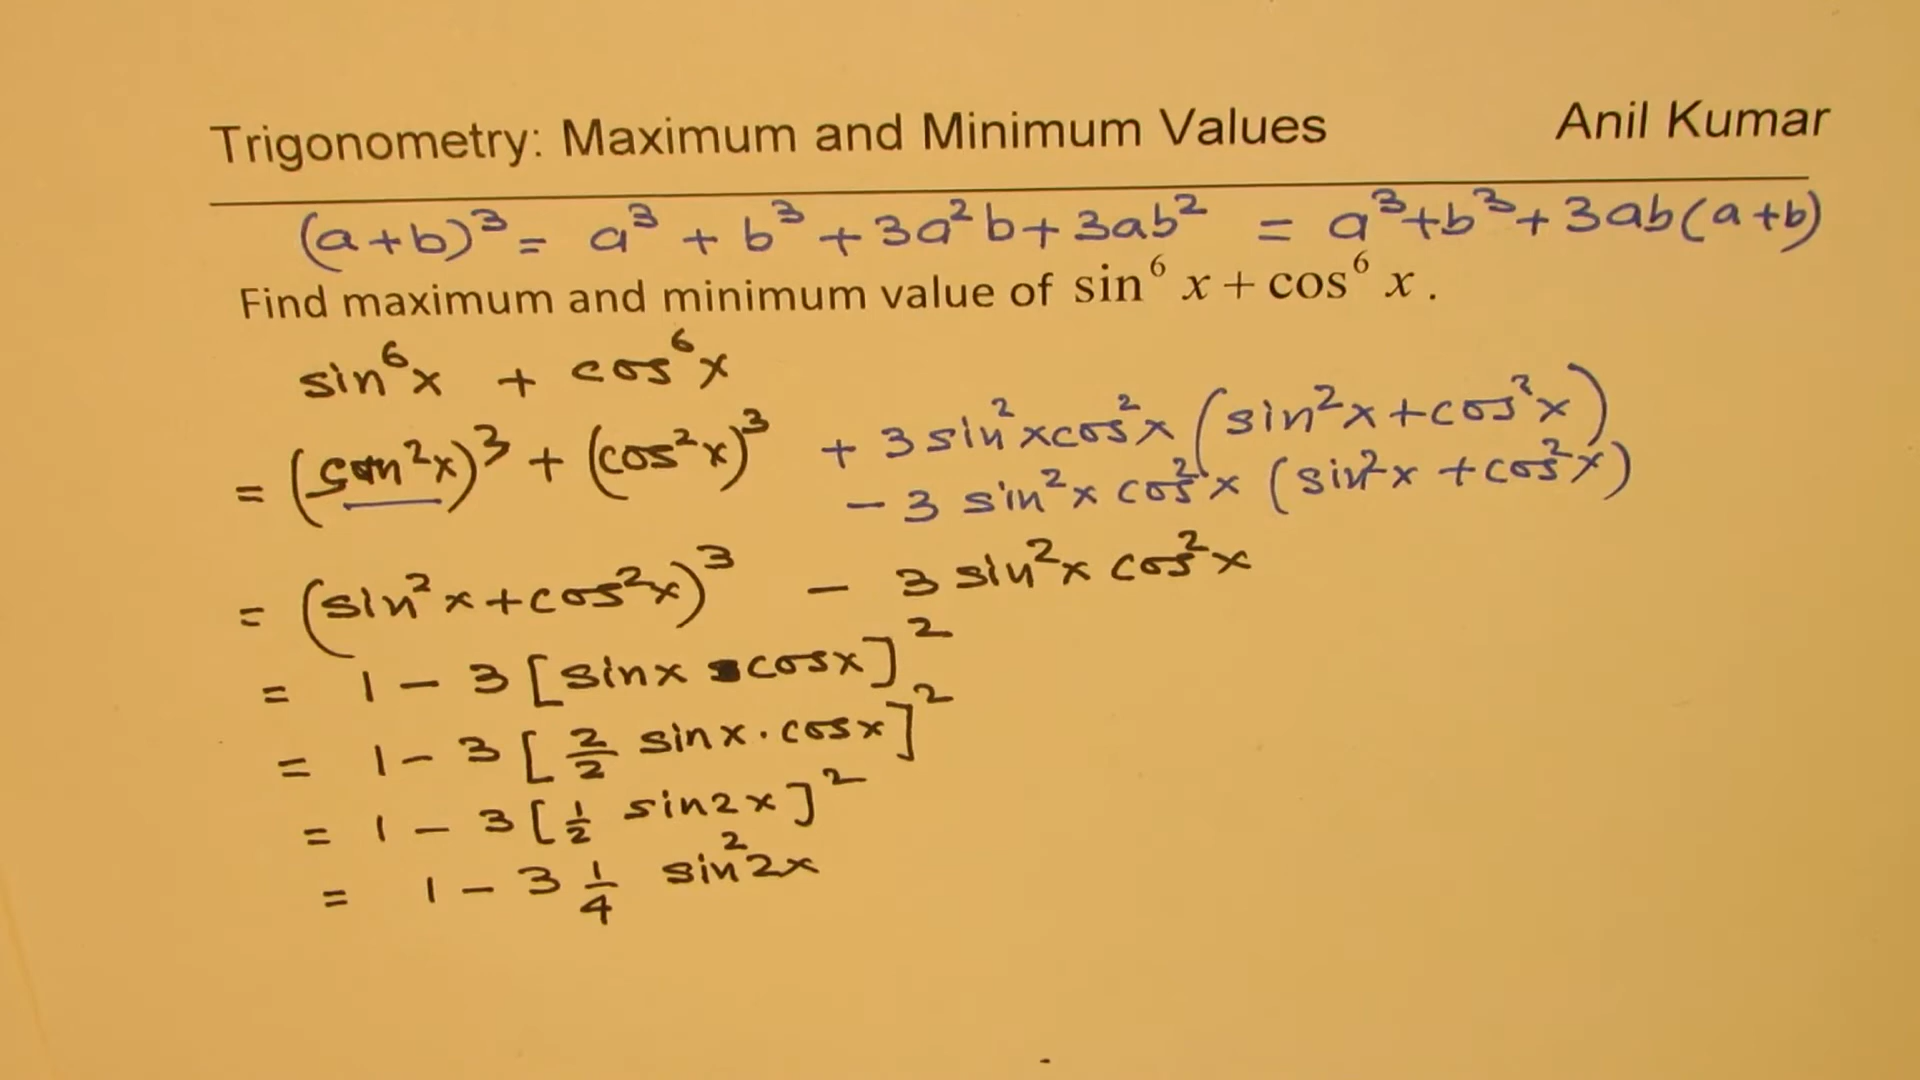 Trigonometry: Maximum and Minimum Values Anil Kumar
(a+b)³ = a³ + b³ + 3a²b + 3ab² = a³+b³+3ab(a+b)
Find maximum and minimum value of sin⁶ x + cos⁶ x .
sin⁶x + cos⁶x
= (sin²x)³ + (cos²x)³ + 3 sin²xcos²x (sin²x+cos²x)
− 3 sin²x cos²x (sin²x + cos²x)
= (sin²x+cos²x)³ − 3 sin²x cos²x
= 1 − 3 [sinx cosx]²
= 1 − 3 [2/2 sinx · cosx]²
= 1 − 3 [1/2 sin2x]²
= 1 − 3 1/4 sin²2x